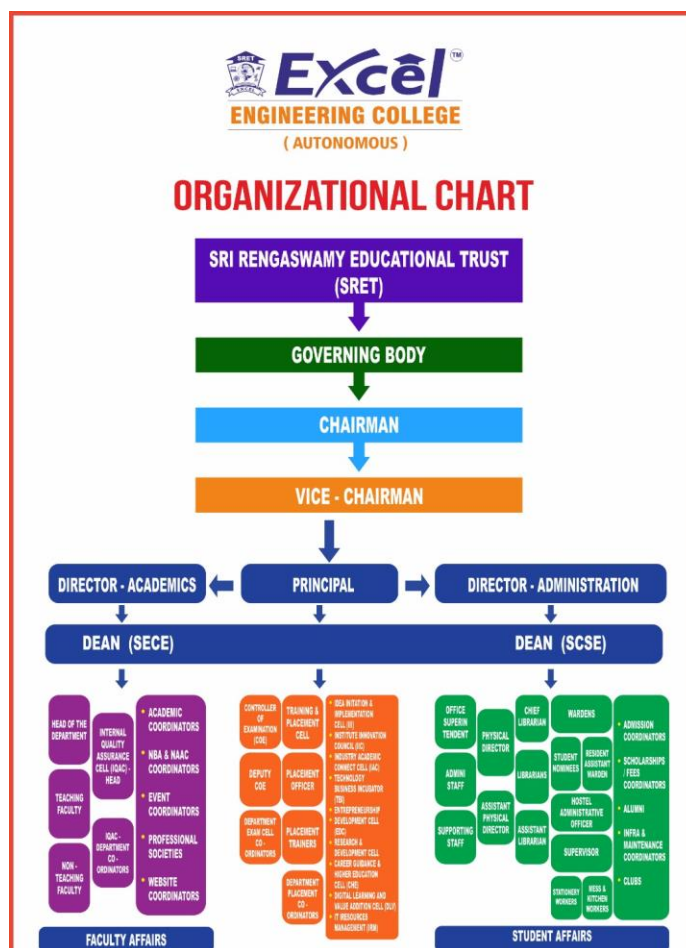 SRET
EXCEL
Excel TM
ENGINEERING COLLEGE
( AUTONOMOUS )
ORGANIZATIONAL CHART
SRI RENGASWAMY EDUCATIONAL TRUST
(SRET)
GOVERNING BODY
CHAIRMAN
VICE - CHAIRMAN
DIRECTOR - ACADEMICS
PRINCIPAL
DIRECTOR - ADMINISTRATION
DEAN (SECE)
DEAN (SCSE)
HEAD OF THE
DEPARTMENT
TEACHING
FACULTY
NON -
TEACHING
FACULTY
INTERNAL
QUALITY
ASSURANCE
CELL (IQAC) -
HEAD
IQAC -
DEPARTMENT
CO -
ORDINATORS
• ACADEMIC
COORDINATORS
• NBA & NAAC
COORDINATORS
• EVENT
COORDINATORS
• PROFESSIONAL
SOCIETIES
• WEBSITE
COORDINATORS
FACULTY AFFAIRS
CONTROLLER
OF
EXAMINATION
(COE)
DEPUTY
COE
DEPARTMENT
EXAM CELL
CO -
ORDINATORS
TRAINING &
PLACEMENT
CELL
PLACEMENT
OFFICER
PLACEMENT
TRAINERS
DEPARTMENT
PLACEMENT
CO -
ORDINATORS
• IDEA INITATION &
IMPLEMENTATION
CELL (III)
• INSTITUTE INNOVATION
COUNCIL (IIC)
• INDUSTRY ACADEMIC
CONNECT CELL (IAC)
• TECHNOLOGY
BUSINESS INCUBATOR
(TBI)
• ENTREPRENEURSHIP
DEVELOPMENT CELL
(EDC)
• RESEARCH &
DEVELOPMENT CELL
• CAREER GUIDANCE &
HIGHER EDUCATION
CELL (CHE)
• DIGITAL LEARNING AND
VALUE ADDITION CELL (DLV)
• IT RESOURCES
MANAGEMENT (IRM)
OFFICE
SUPERIN
TENDENT
ADMINI
STAFF
SUPPORTING
STAFF
PHYSICAL
DIRECTOR
ASSISTANT
PHYSICAL
DIRECTOR
CHIEF
LIBRARIAN
LIBRARIANS
ASSISTANT
LIBRARIAN
WARDENS
STUDENT
NOMINEES
RESIDENT
ASSISTANT
WARDEN
HOSTEL
ADMINISTRATIVE
OFFICER
SUPERVISOR
STATIONERY
WORKERS
MESS &
KITCHEN
WORKERS
• ADMISSION
COORDINATORS
• SCHOLARSHIPS
/ FEES
COORDINATORS
• ALUMNI
• INFRA &
MAINTENANCE
COORDINATORS
• CLUBS
STUDENT AFFAIRS